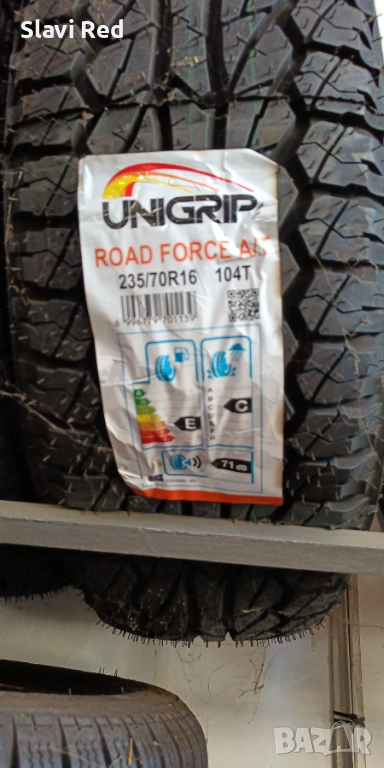 Slavi Red
UNIGRIP
ROAD FORCE A/T
235/70R16 104T
E
A
B
C
D
E
F
G
C
71 dB
BAZAR